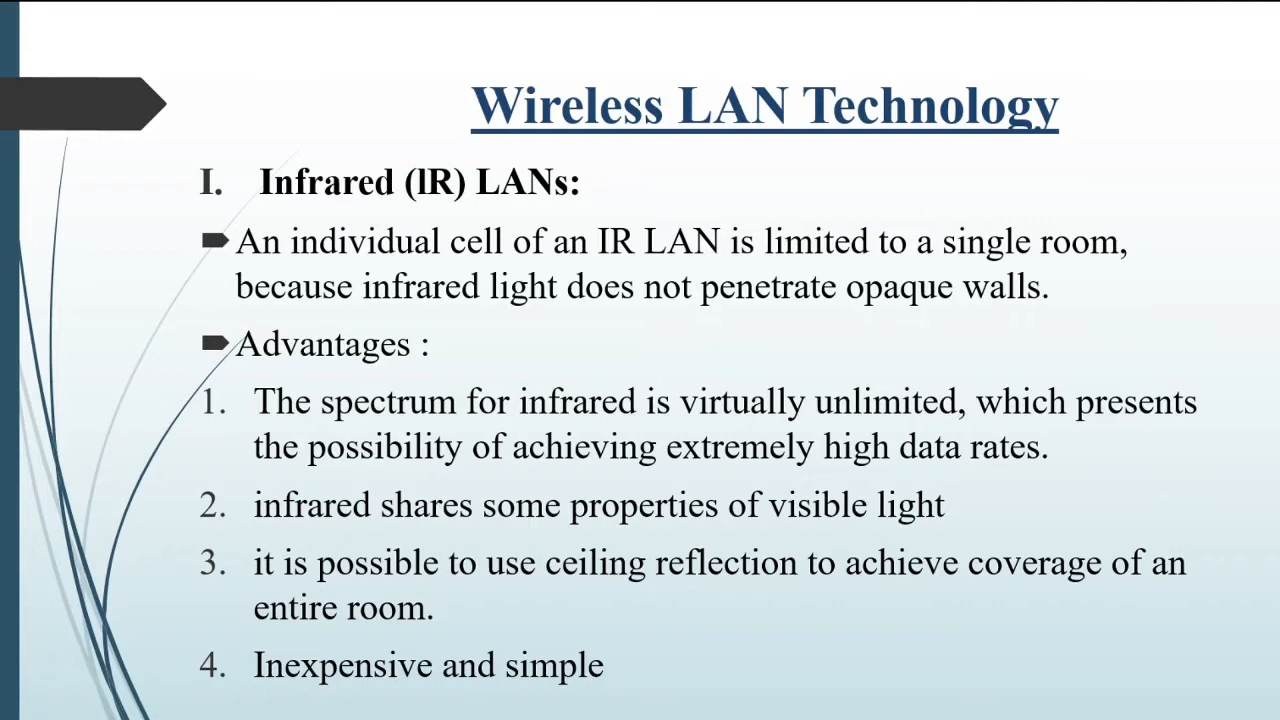 Wireless LAN Technology
I. Infrared (lR) LANs:
An individual cell of an IR LAN is limited to a single room,
because infrared light does not penetrate opaque walls.
Advantages :
1. The spectrum for infrared is virtually unlimited, which presents
the possibility of achieving extremely high data rates.
2. infrared shares some properties of visible light
3. it is possible to use ceiling reflection to achieve coverage of an
entire room.
4. Inexpensive and simple